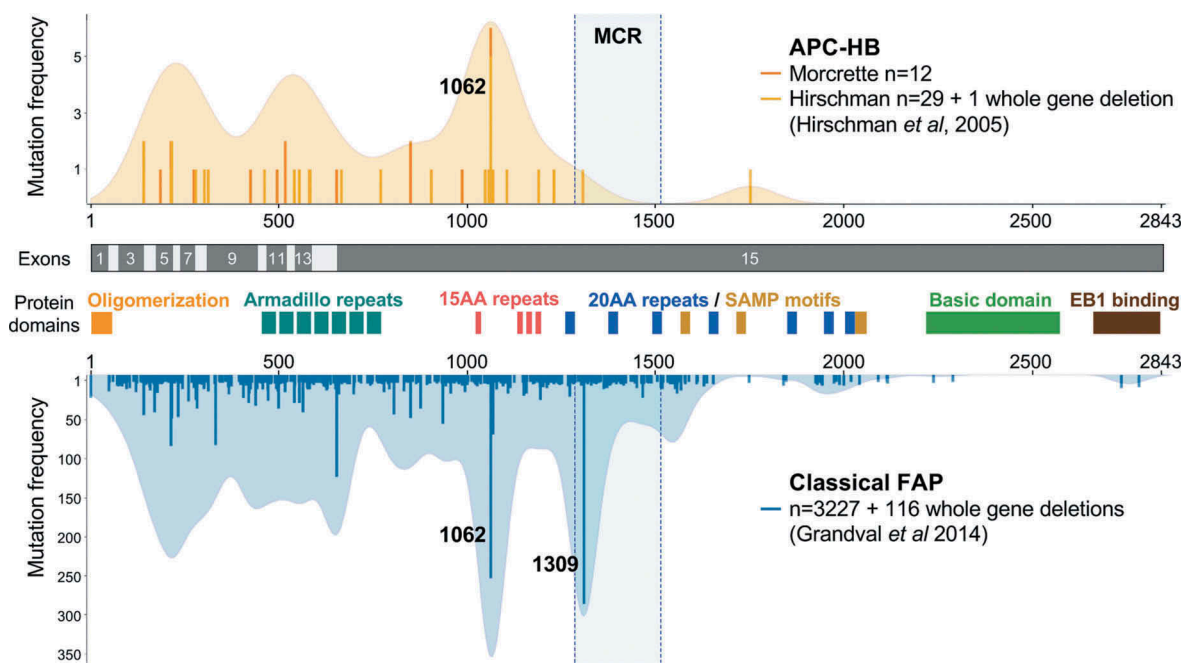 Mutation frequency
5
3
1
1062
MCR
APC-HB
Morcrette n=12
Hirschman n=29 + 1 whole gene deletion
(Hirschman et al, 2005)
1 500 1000 1500 2000 2500 2843
Exons 1 3 5 7 9 11 13 15
Protein domains
Oligomerization Armadillo repeats 15AA repeats 20AA repeats / SAMP motifs Basic domain EB1 binding
1 500 1000 1500 2000 2500 2843
Mutation frequency
1
50
100
150
200
250
300
350
1062
1309
Classical FAP
n=3227 + 116 whole gene deletions
(Grandval et al 2014)